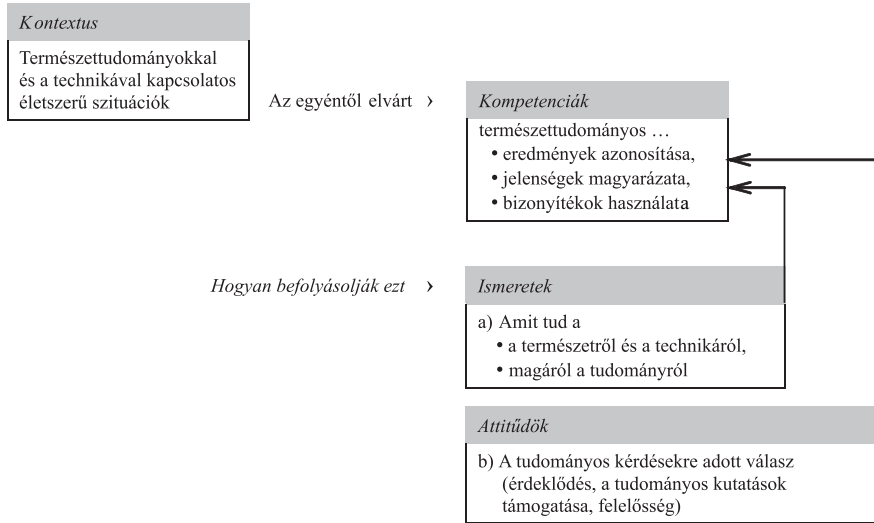 Kontextus
Természettudományokkal
és a technikával kapcsolatos
életszerű szituációk
Az egyéntől elvárt ›
Kompetenciák
természettudományos …
• eredmények azonosítása,
• jelenségek magyarázata,
• bizonyítékok használata
Hogyan befolyásolják ezt ›
Ismeretek
a) Amit tud a
• a természetről és a technikáról,
• magáról a tudományról
Attitűdök
b) A tudományos kérdésekre adott válasz
(érdeklődés, a tudományos kutatások
támogatása, felelősség)